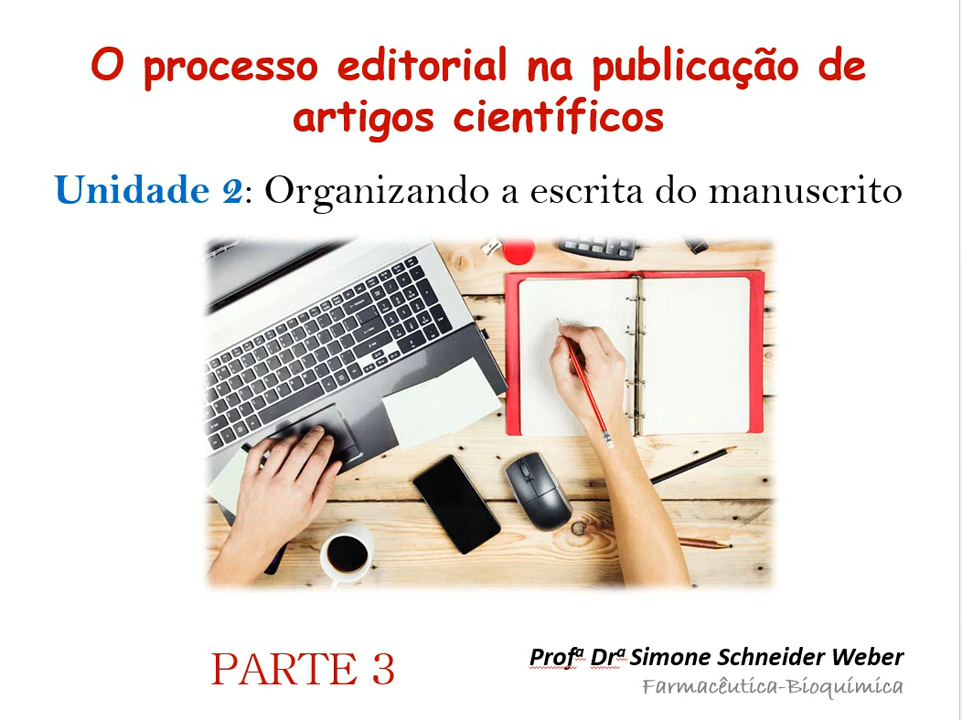 O processo editorial na publicação de
artigos científicos
Unidade 2: Organizando a escrita do manuscrito
PARTE 3
Profª Drª Simone Schneider Weber
Farmacêutica-Bioquímica